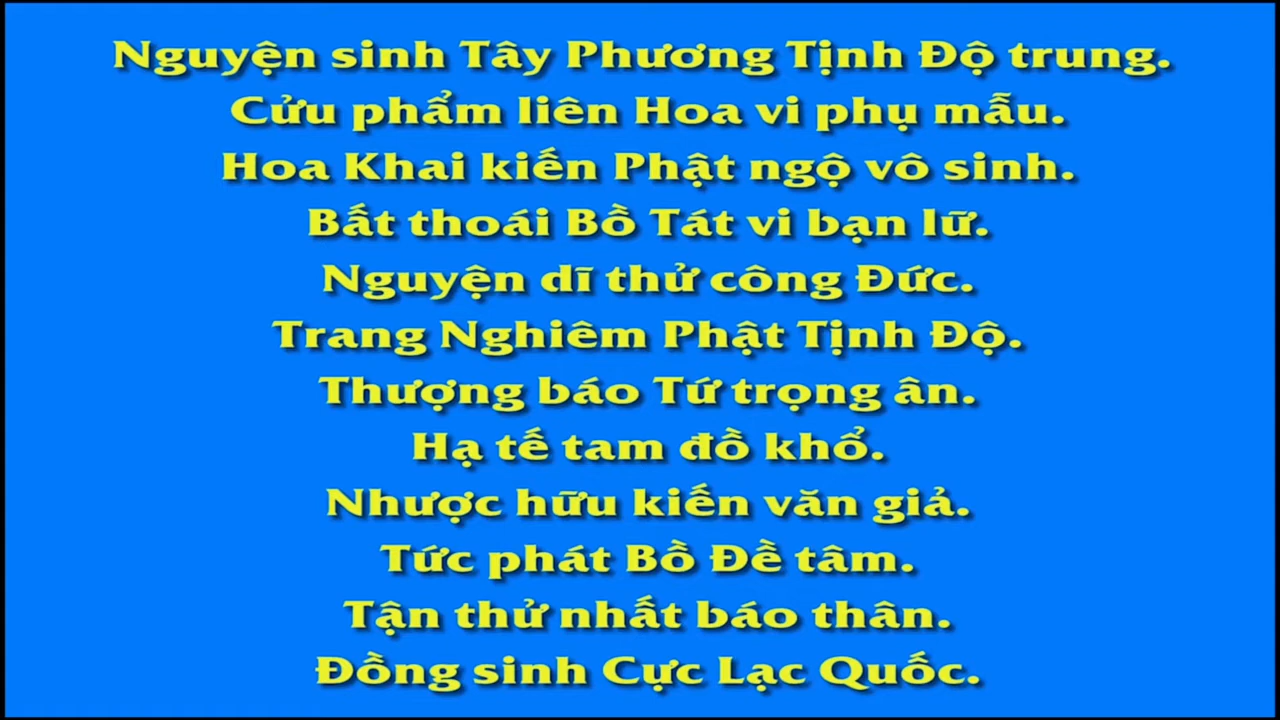 Nguyện sinh Tây Phương Tịnh Độ trung.
Cửu phẩm liên Hoa vi phụ mẫu.
Hoa Khai kiến Phật ngộ vô sinh.
Bất thoái Bồ Tát vi bạn lữ.
Nguyện dĩ thử công Đức.
Trang Nghiêm Phật Tịnh Độ.
Thượng báo Tứ trọng ân.
Hạ tế tam đồ khổ.
Nhược hữu kiến văn giả.
Tức phát Bồ Đề tâm.
Tận thử nhất báo thân.
Đồng sinh Cực Lạc Quốc.